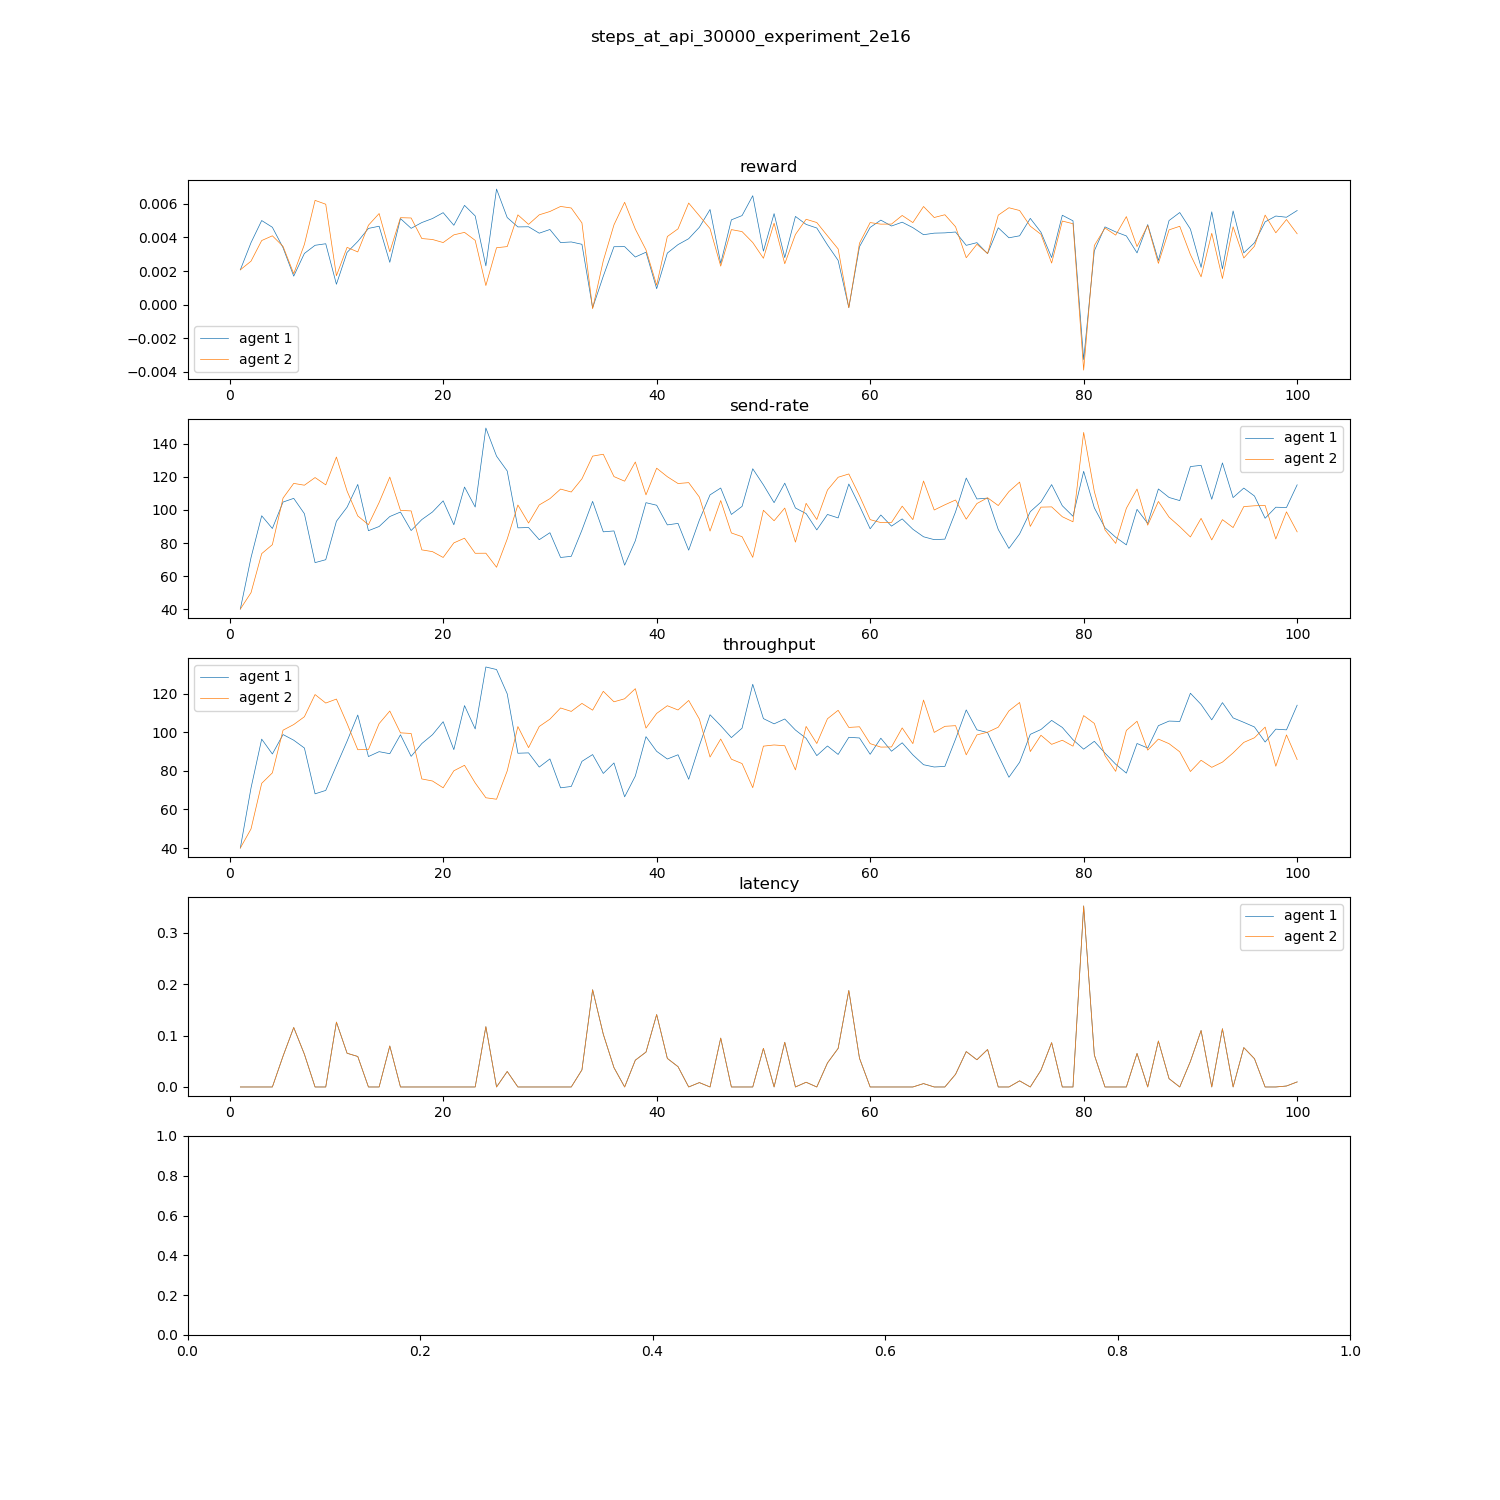 steps_at_api_30000_experiment_2e16
reward
0.006
0.004
0.002
0.000
−0.002
−0.004
agent 1
agent 2
0 20 40 60 80 100
send-rate
140
120
100
80
60
40
agent 1
agent 2
0 20 40 60 80 100
throughput
120
100
80
60
40
agent 1
agent 2
0 20 40 60 80 100
latency
0.3
0.2
0.1
0.0
agent 1
agent 2
0 20 40 60 80 100
1.0
0.8
0.6
0.4
0.2
0.0
0.0 0.2 0.4 0.6 0.8 1.0